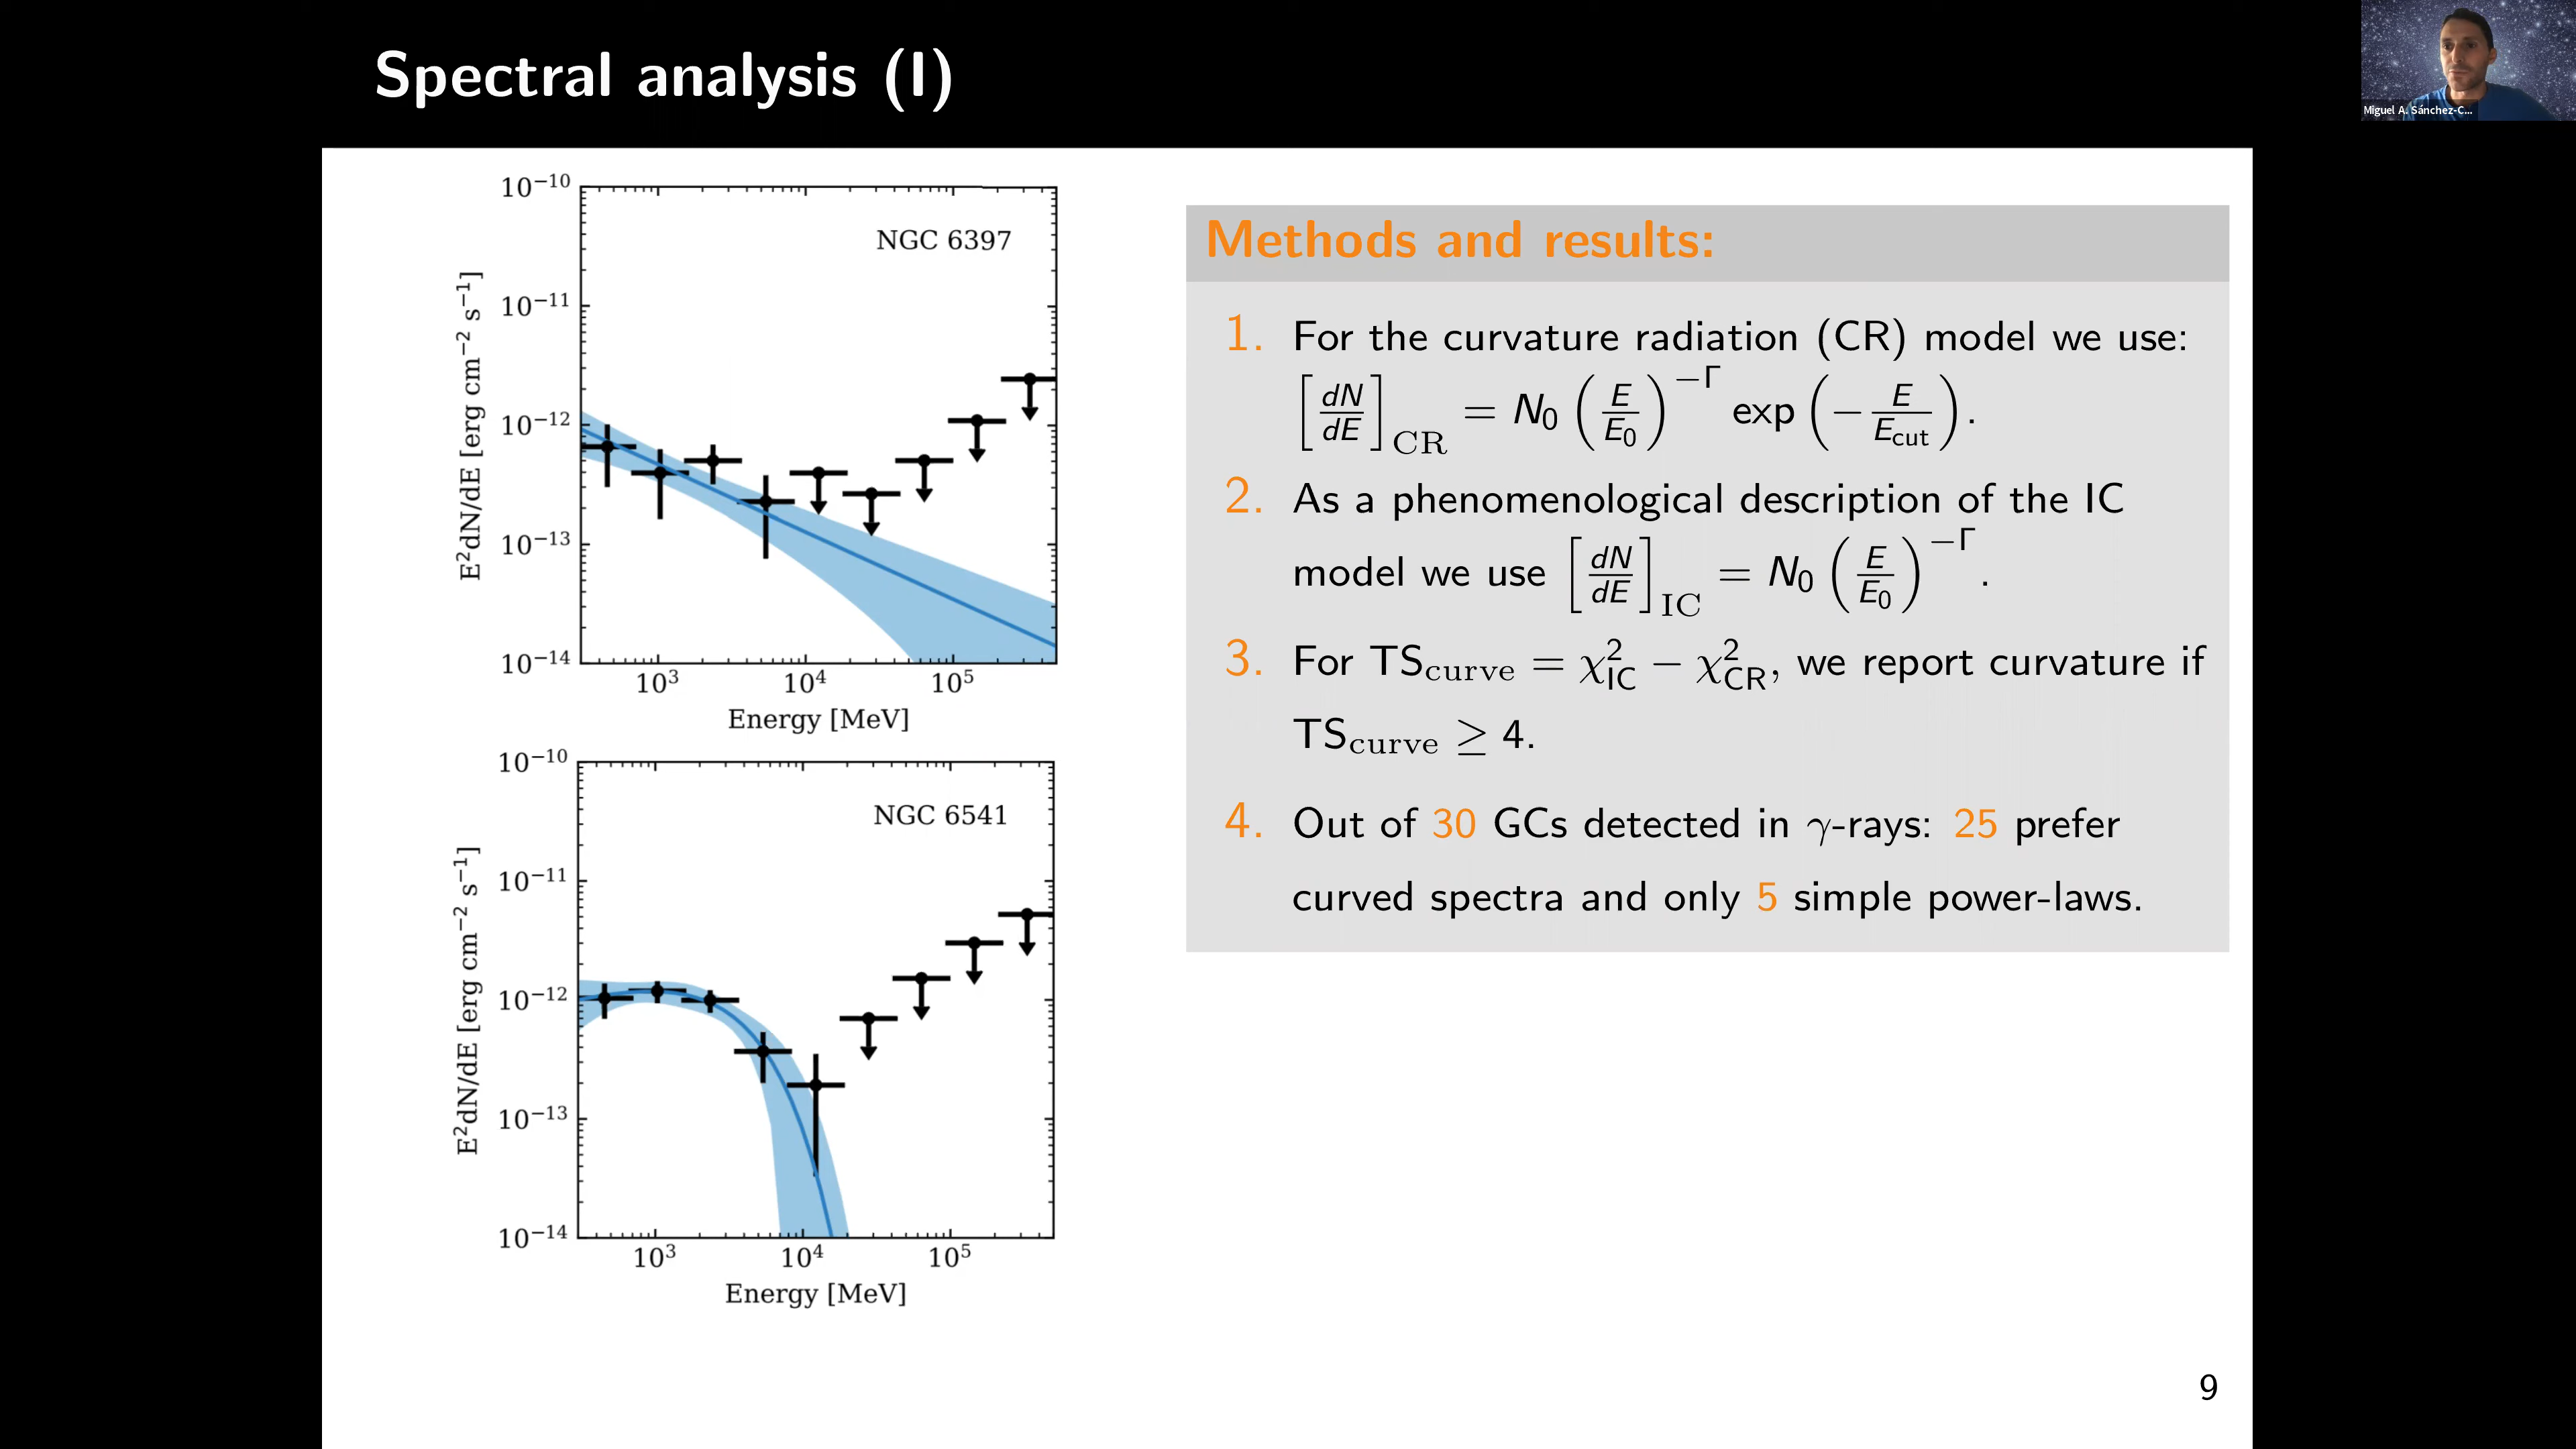 Spectral analysis (I)
Miguel A. Sánchez-C...
10⁻¹⁰
10⁻¹¹
10⁻¹²
10⁻¹³
10⁻¹⁴
E²dN/dE [erg cm⁻² s⁻¹]
NGC 6397
10³ 10⁴ 10⁵
Energy [MeV]
10⁻¹⁰
10⁻¹¹
10⁻¹²
10⁻¹³
10⁻¹⁴
E²dN/dE [erg cm⁻² s⁻¹]
NGC 6541
10³ 10⁴ 10⁵
Energy [MeV]
Methods and results:
1. For the curvature radiation (CR) model we use:
[dN/dE]_CR = N₀ (E/E₀)^−Γ exp (− E/E_cut).
2. As a phenomenological description of the IC
model we use [dN/dE]_IC = N₀ (E/E₀)^−Γ.
3. For TS_curve = χ²_IC − χ²_CR, we report curvature if
TS_curve ≥ 4.
4. Out of 30 GCs detected in γ-rays: 25 prefer
curved spectra and only 5 simple power-laws.
9